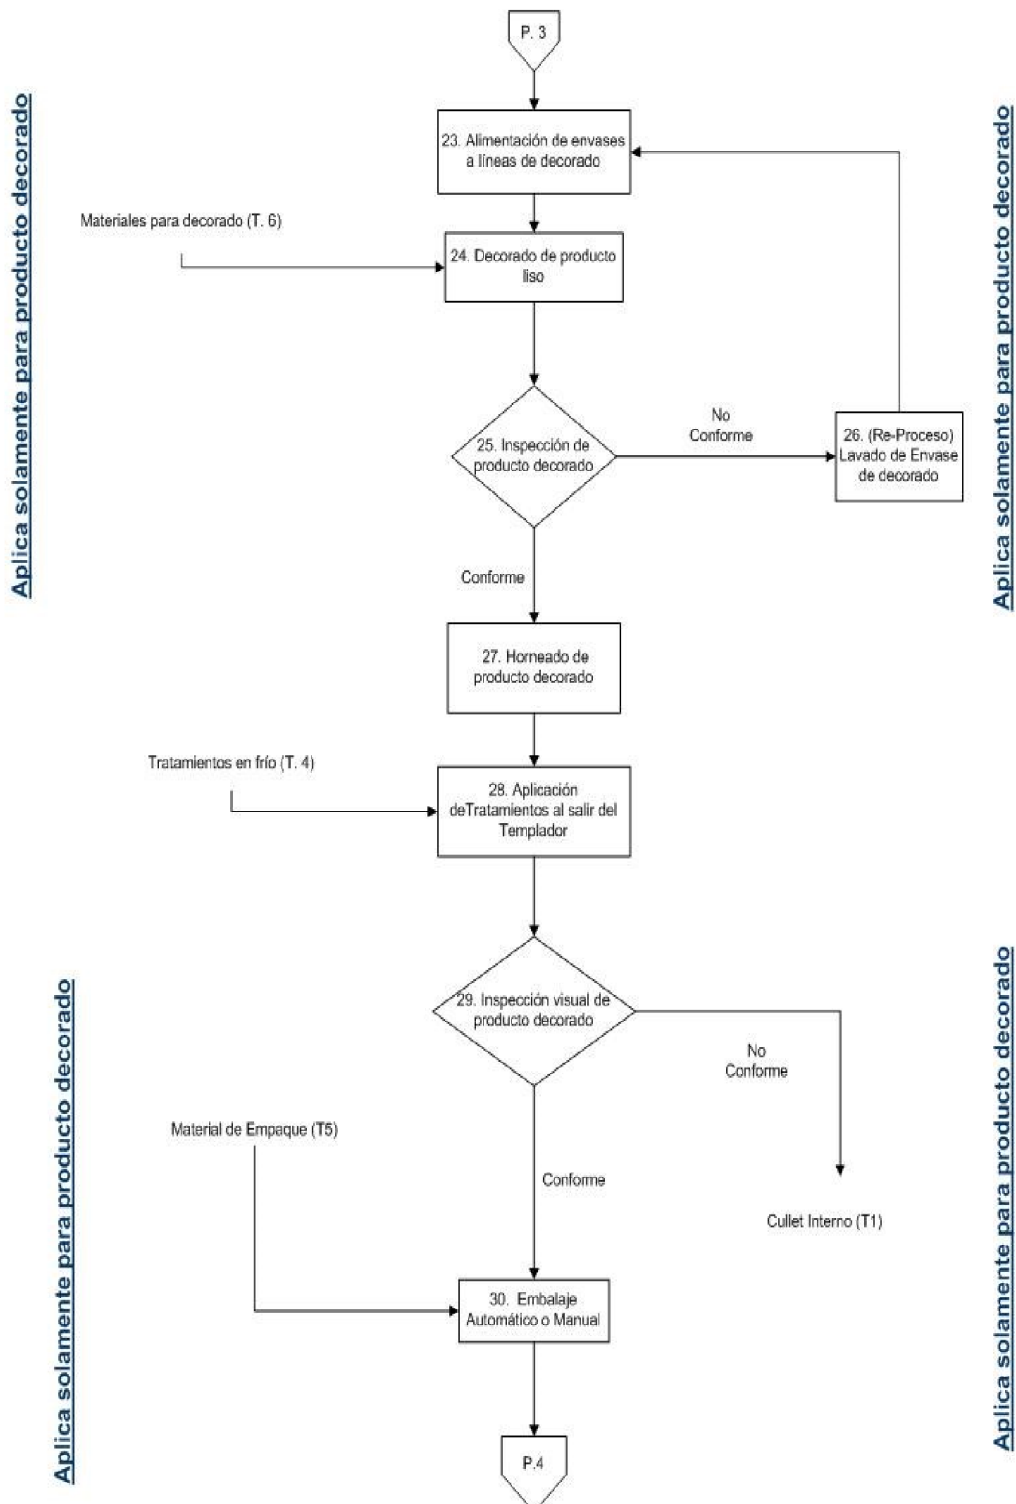 P. 3
Aplica solamente para producto decorado
Aplica solamente para producto decorado
23. Alimentación de envases
a líneas de decorado
Materiales para decorado (T. 6)
24. Decorado de producto
liso
No
Conforme
25. Inspección de
producto decorado
26. (Re-Proceso)
Lavado de Envase
de decorado
Conforme
27. Horneado de
producto decorado
Tratamientos en frío (T. 4)
28. Aplicación
deTratamientos al salir del
Templador
29. Inspección visual de
producto decorado
No
Conforme
Aplica solamente para producto decorado
Aplica solamente para producto decorado
Material de Empaque (T5)
Conforme
Cullet Interno (T1)
30. Embalaje
Automático o Manual
P.4